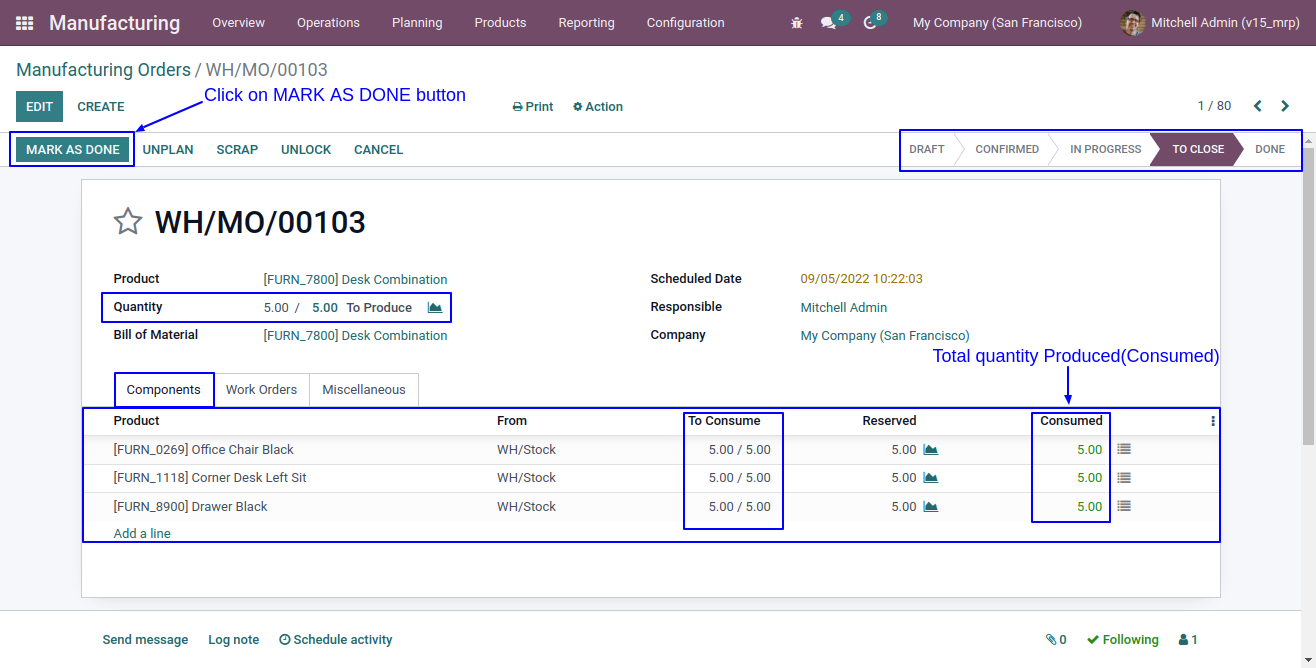 Manufacturing Overview Operations Planning Products Reporting Configuration 4 8 My Company (San Francisco) Mitchell Admin (v15_mrp)
Manufacturing Orders / WH/MO/00103
Click on MARK AS DONE button
EDIT CREATE Print Action 1 / 80
MARK AS DONE UNPLAN SCRAP UNLOCK CANCEL DRAFT CONFIRMED IN PROGRESS TO CLOSE DONE
WH/MO/00103
Product [FURN_7800] Desk Combination Scheduled Date 09/05/2022 10:22:03
Quantity 5.00 / 5.00 To Produce Responsible Mitchell Admin
Bill of Material [FURN_7800] Desk Combination Company My Company (San Francisco)
Total quantity Produced(Consumed)
Components Work Orders Miscellaneous
Product From To Consume Reserved Consumed
[FURN_0269] Office Chair Black WH/Stock 5.00 / 5.00 5.00 5.00
[FURN_1118] Corner Desk Left Sit WH/Stock 5.00 / 5.00 5.00 5.00
[FURN_8900] Drawer Black WH/Stock 5.00 / 5.00 5.00 5.00
Add a line
Send message Log note Schedule activity 0 Following 1